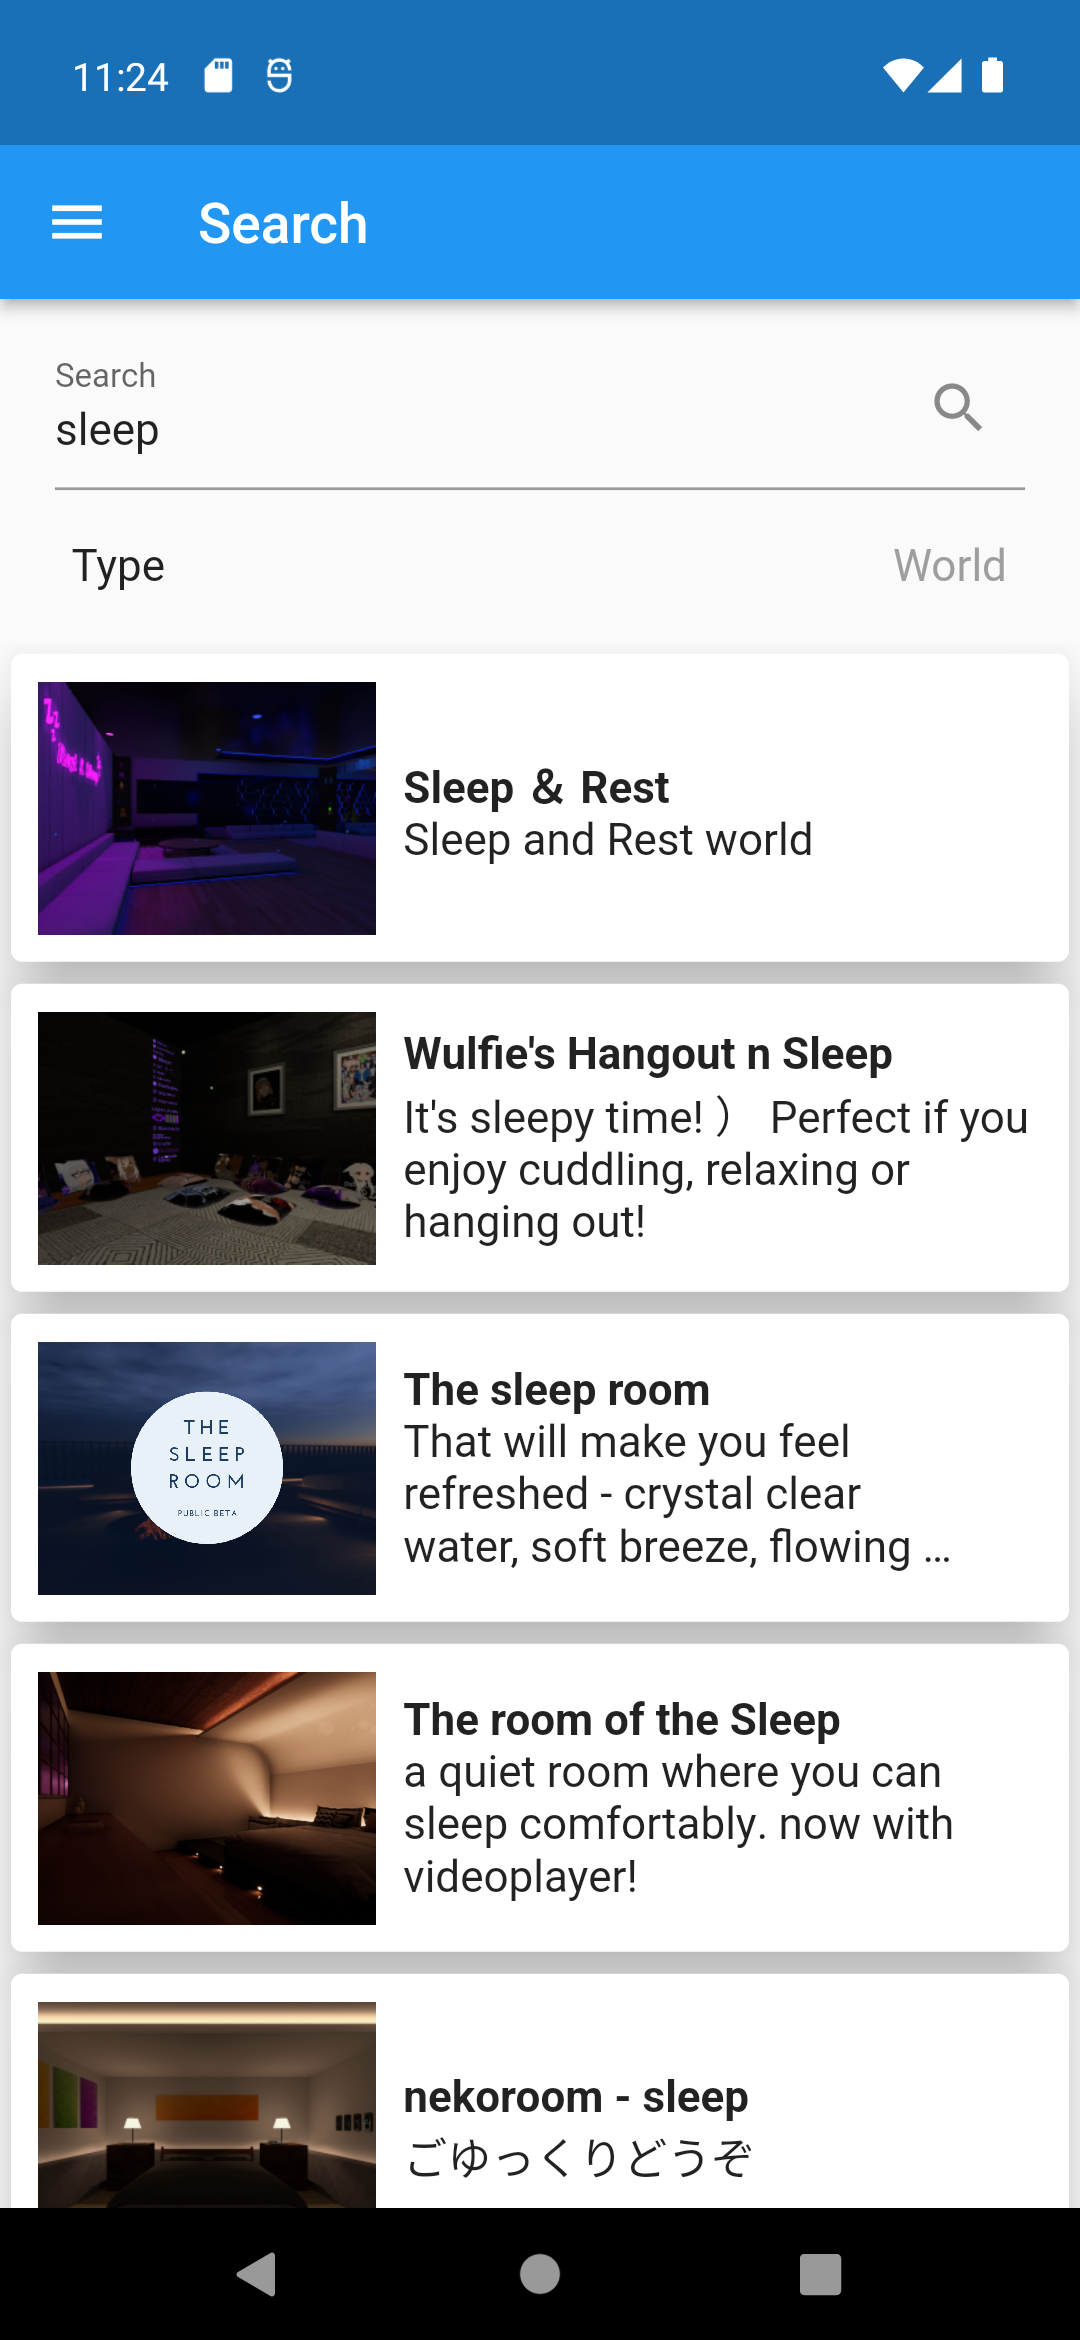 11:24
Search
Search
sleep
Type World
Sleep ＆ Rest
Sleep and Rest world
Wulfie's Hangout n Sleep
It's sleepy time! ） Perfect if you
enjoy cuddling, relaxing or
hanging out!
THE
SLEEP
ROOM
PUBLIC BETA
The sleep room
That will make you feel
refreshed - crystal clear
water, soft breeze, flowing ...
The room of the Sleep
a quiet room where you can
sleep comfortably. now with
videoplayer!
nekoroom - sleep
ごゆっくりどうぞ